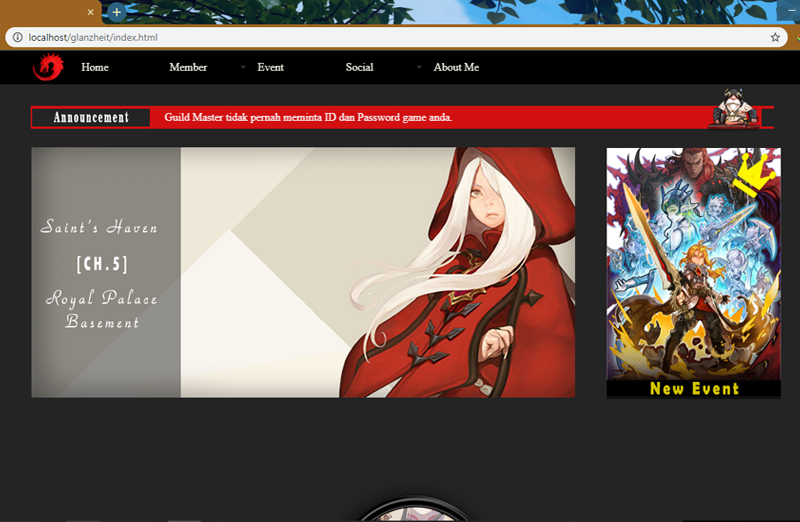 localhost/glanzheit/index.html
Home Member Event Social About Me
Announcement Guild Master tidak pernah meminta ID dan Password game anda.
Saint's Haven
[CH.5]
Royal Palace
Basement
New Event